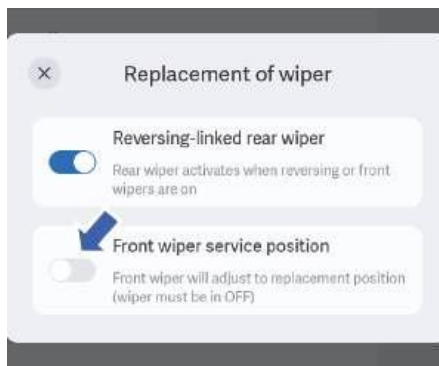 Replacement of wiper
Reversing-linked rear wiper
Rear wiper activates when reversing or front
wipers are on
Front wiper service position
Front wiper will adjust to replacement position
(wiper must be in OFF)